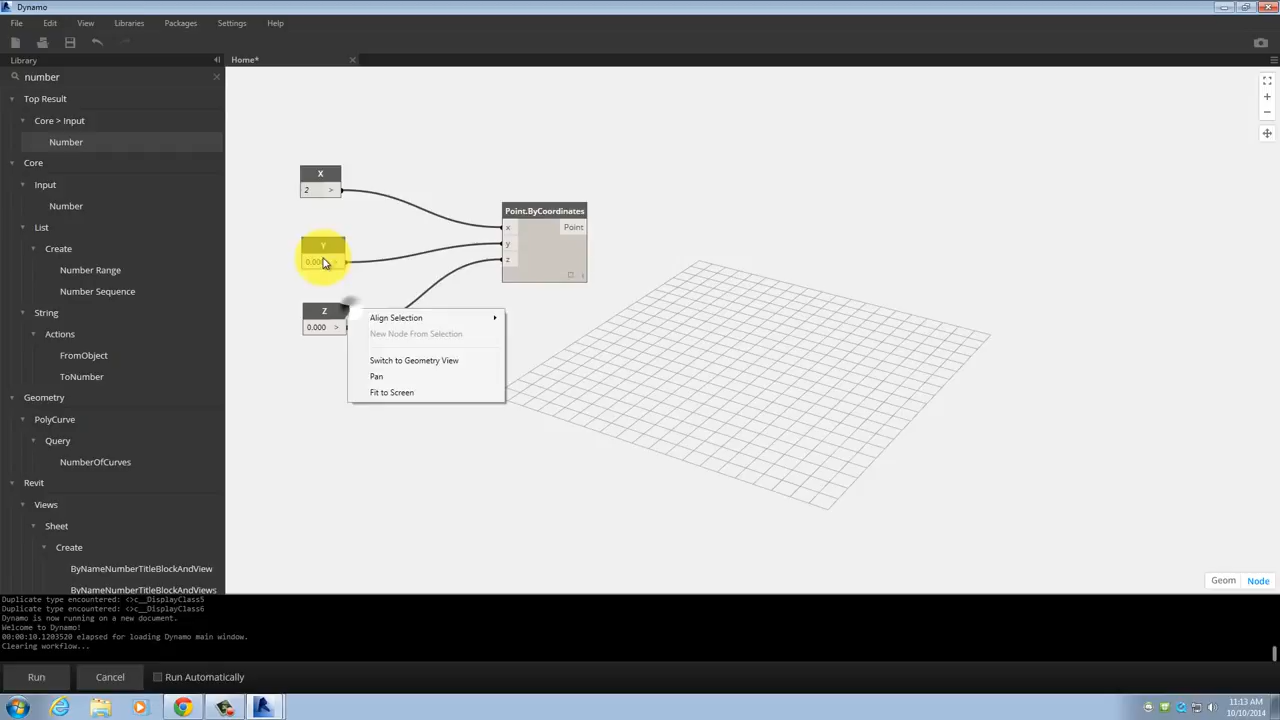 Dynamo
File Edit View Libraries Packages Settings Help
Library
Home*
number
Top Result
Core > Input
Number
Core
Input
Number
List
Create
Number Range
Number Sequence
String
Actions
FromObject
ToNumber
Geometry
PolyCurve
Query
NumberOfCurves
Revit
Views
Sheet
Create
ByNameNumberTitleBlockAndView
ByNameNumberTitleBlockAndViews
X
2 >
Y
0.000 >
Z
0.000 >
Point.ByCoordinates
x Point
y
z
Align Selection
New Node From Selection
Switch to Geometry View
Pan
Fit to Screen
Geom Node
Duplicate type encountered: <>c__DisplayClass5
Duplicate type encountered: <>c__DisplayClass6
Dynamo is now running on a new document.
Welcome to Dynamo!
00:00:10.1203520 elapsed for loading Dynamo main window.
Clearing workflow...
Run Cancel Run Automatically
11:13 AM
10/10/2014